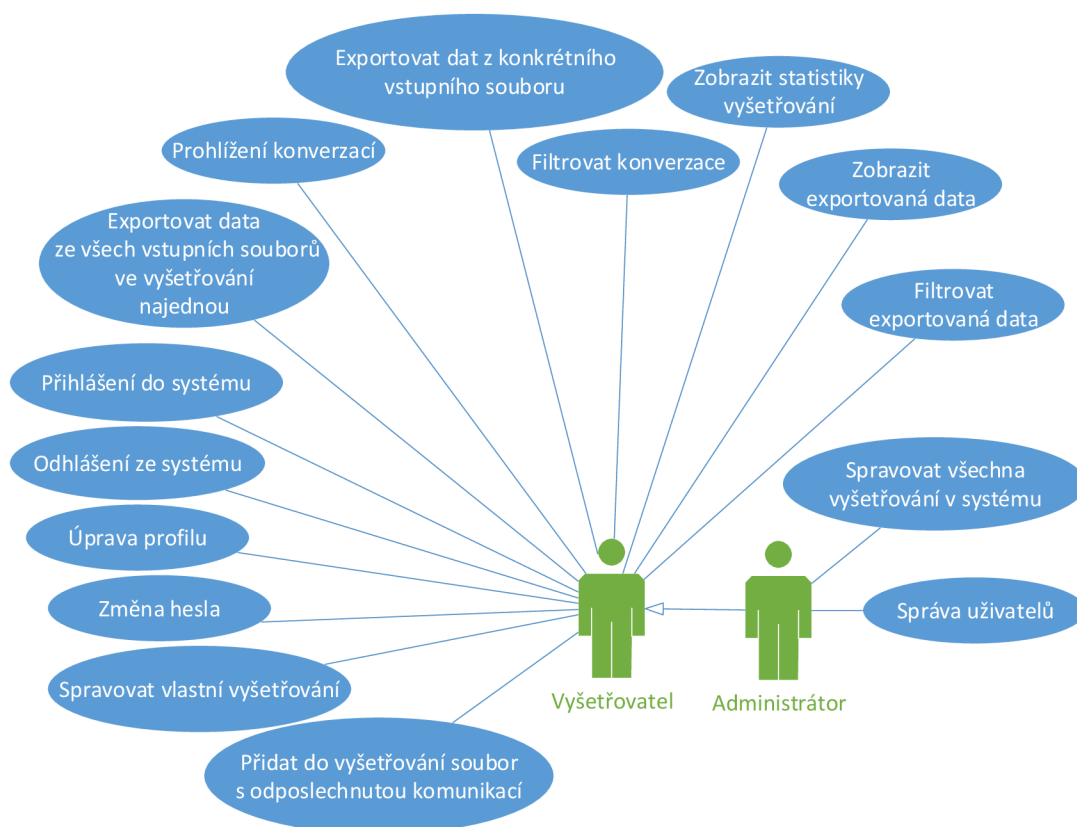 Exportovat dat z konkrétního
vstupního souboru
Zobrazit statistiky
vyšetřování
Prohlížení konverzací
Filtrovat konverzace
Zobrazit
exportovaná data
Exportovat data
ze všech vstupních souborů
ve vyšetřování
najednou
Filtrovat
exportovaná data
Přihlášení do systému
Odhlášení ze systému
Spravovat všechna
vyšetřování v systému
Úprava profilu
Změna hesla
Správa uživatelů
Spravovat vlastní vyšetřování
Vyšetřovatel
Administrátor
Přidat do vyšetřování soubor
s odposlechnutou komunikací